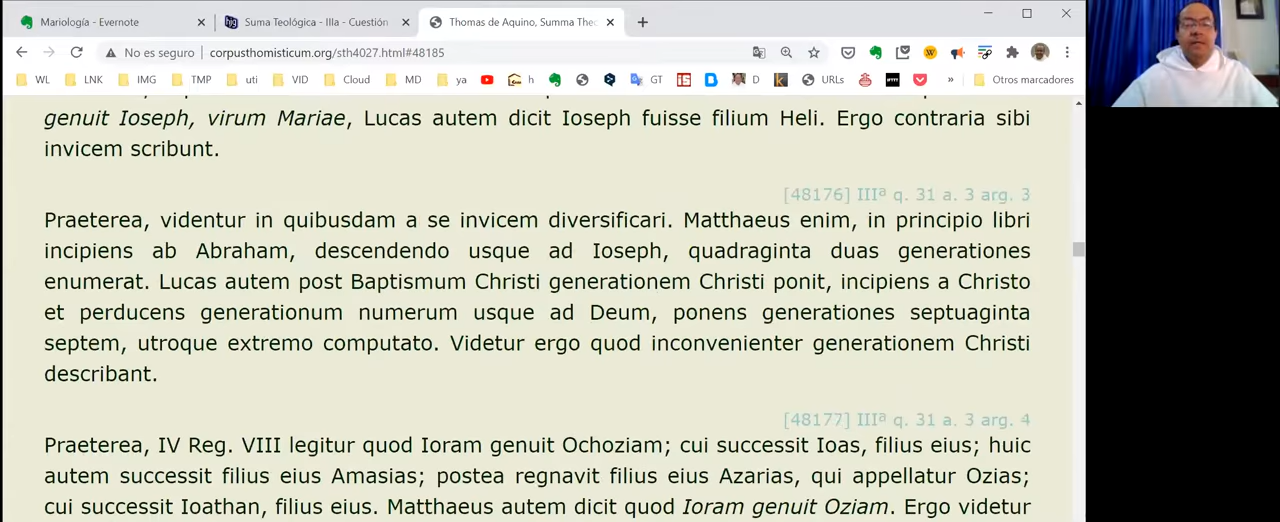 Mariología - Evernote
Suma Teológica - IIIa - Cuestión
Thomas de Aquino, Summa Theo
No es seguro | corpusthomisticum.org/sth4027.html#48185
WL LNK IMG TMP uti VID Cloud MD ya h GT D URLs Otros marcadores
genuit Ioseph, virum Mariae, Lucas autem dicit Ioseph fuisse filium Heli. Ergo contraria sibi
invicem scribunt.
[48176] IIIª q. 31 a. 3 arg. 3
Praeterea, videntur in quibusdam a se invicem diversificari. Matthaeus enim, in principio libri
incipiens ab Abraham, descendendo usque ad Ioseph, quadraginta duas generationes
enumerat. Lucas autem post Baptismum Christi generationem Christi ponit, incipiens a Christo
et perducens generationum numerum usque ad Deum, ponens generationes septuaginta
septem, utroque extremo computato. Videtur ergo quod inconvenienter generationem Christi
describant.
[48177] IIIª q. 31 a. 3 arg. 4
Praeterea, IV Reg. VIII legitur quod Ioram genuit Ochoziam; cui successit Ioas, filius eius; huic
autem successit filius eius Amasias; postea regnavit filius eius Azarias, qui appellatur Ozias;
cui successit Ioathan, filius eius. Matthaeus autem dicit quod Ioram genuit Oziam. Ergo videtur